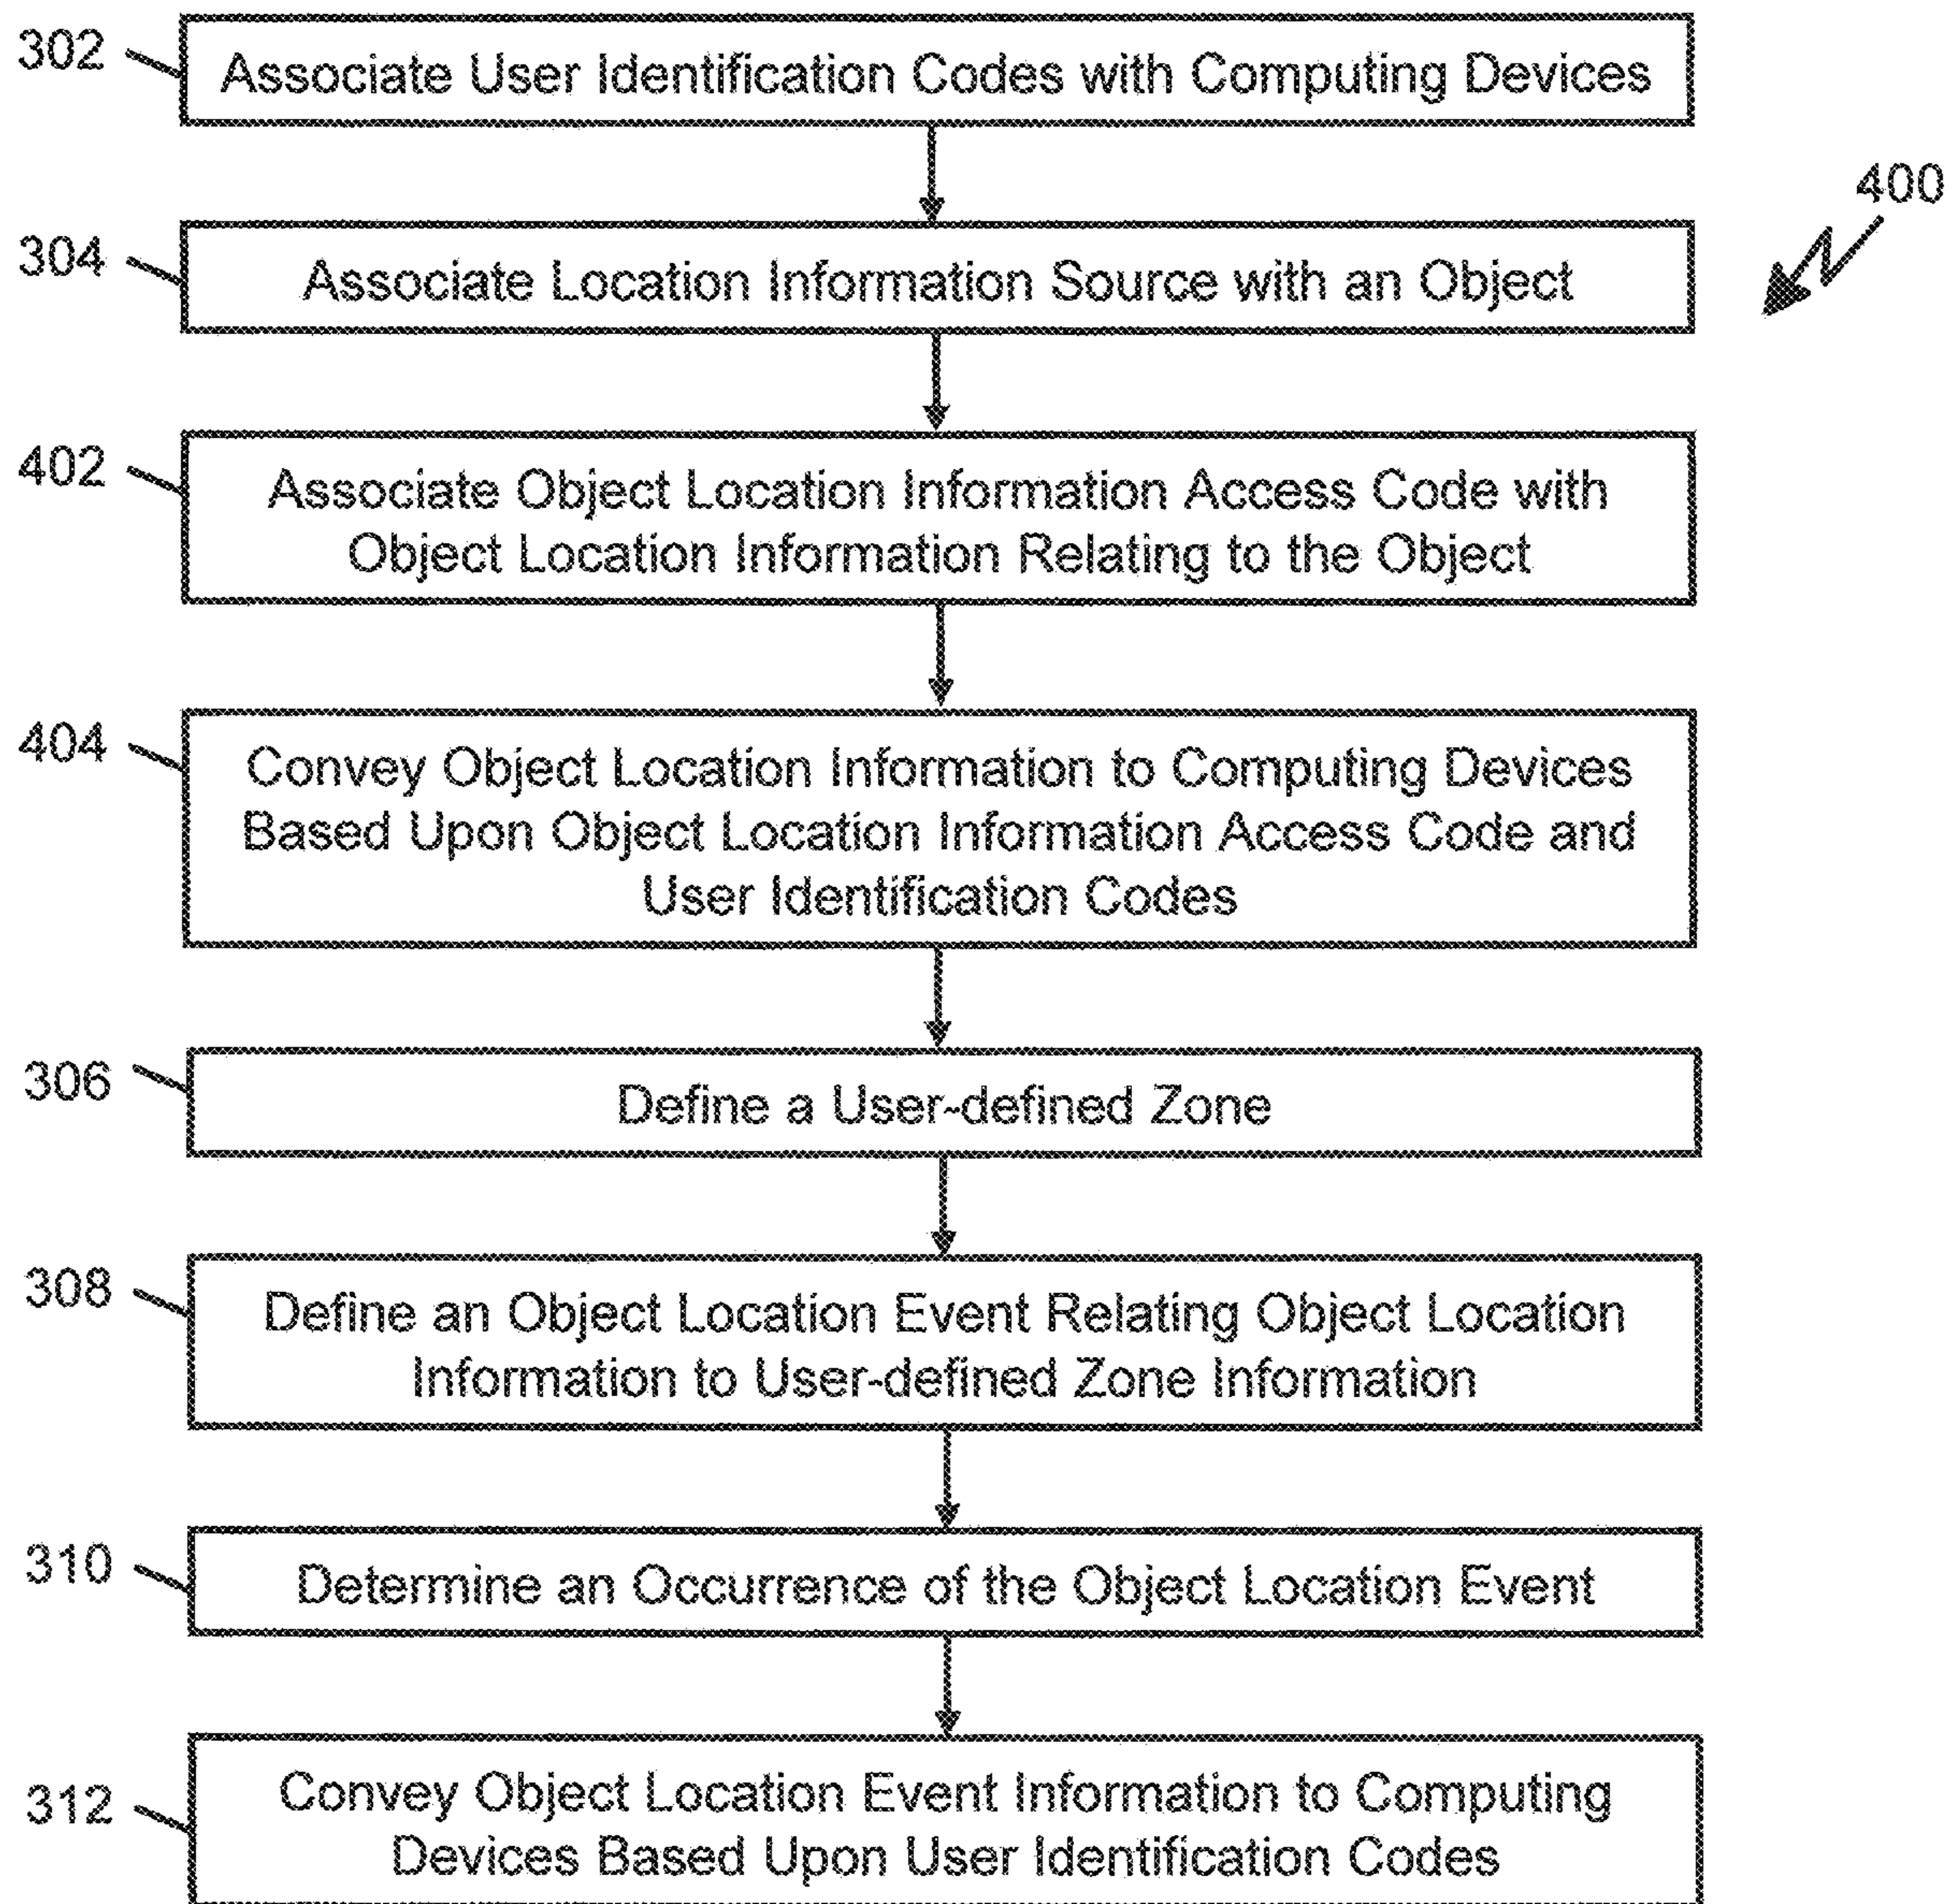 302
Associate User Identification Codes with Computing Devices
400
304
Associate Location Information Source with an Object
402
Associate Object Location Information Access Code with
Object Location Information Relating to the Object
404
Convey Object Location Information to Computing Devices
Based Upon Object Location Information Access Code and
User Identification Codes
306
Define a User-defined Zone
308
Define an Object Location Event Relating Object Location
Information to User-defined Zone Information
310
Determine an Occurrence of the Object Location Event
312
Convey Object Location Event Information to Computing
Devices Based Upon User Identification Codes